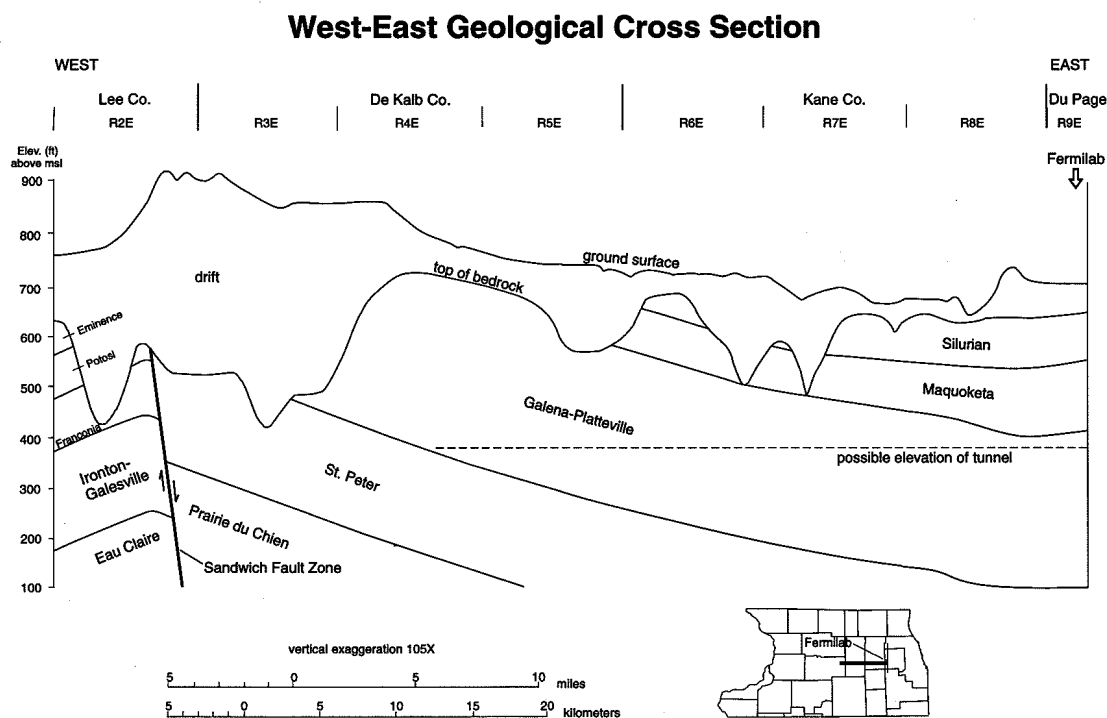 West-East Geological Cross Section
WEST
EAST
Lee Co.
De Kalb Co.
Kane Co.
Du Page
R2E
R3E
R4E
R5E
R6E
R7E
R8E
R9E
Elev. (ft)
above msl
Fermilab
900
800
700
600
500
400
300
200
100
ground surface
top of bedrock
drift
Eminence
Potosi
Franconia
Ironton-
Galesville
Eau Claire
Silurian
Maquoketa
Galena-Platteville
possible elevation of tunnel
St. Peter
Prairie du Chien
Sandwich Fault Zone
vertical exaggeration 105X
5 0 5 10 miles
5 0 5 10 15 20 kilometers
Fermilab